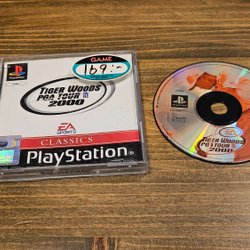 GAME
169:-
TIGER WOODS
PGA TOUR
2000
EA
SPORTS
CLASSICS
PlayStation
TIGER WOODS
PGA TOUR
2000